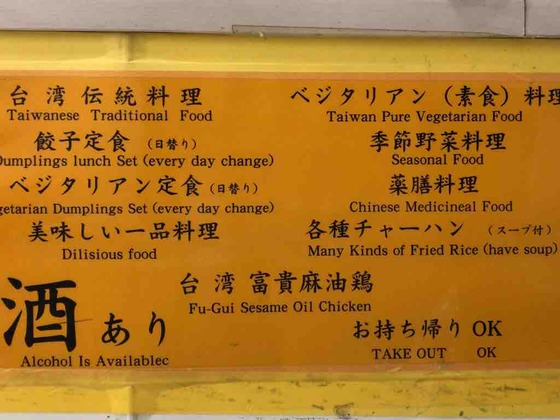 台湾伝統料理
Taiwanese Traditional Food
餃子定食（日替り）
Dumplings lunch Set (every day change)
ベジタリアン定食（日替り）
getarian Dumplings Set (every day change)
美味しい一品料理
Dilisious food
ベジタリアン（素食）料理
Taiwan Pure Vegetarian Food
季節野菜料理
Seasonal Food
薬膳料理
Chinese Medicineal Food
各種チャーハン（スープ付）
Many Kinds of Fried Rice (have soup)
台湾富貴麻油鶏
Fu-Gui Sesame Oil Chicken
酒あり
Alcohol Is Availablec
お持ち帰りOK
TAKE OUT OK